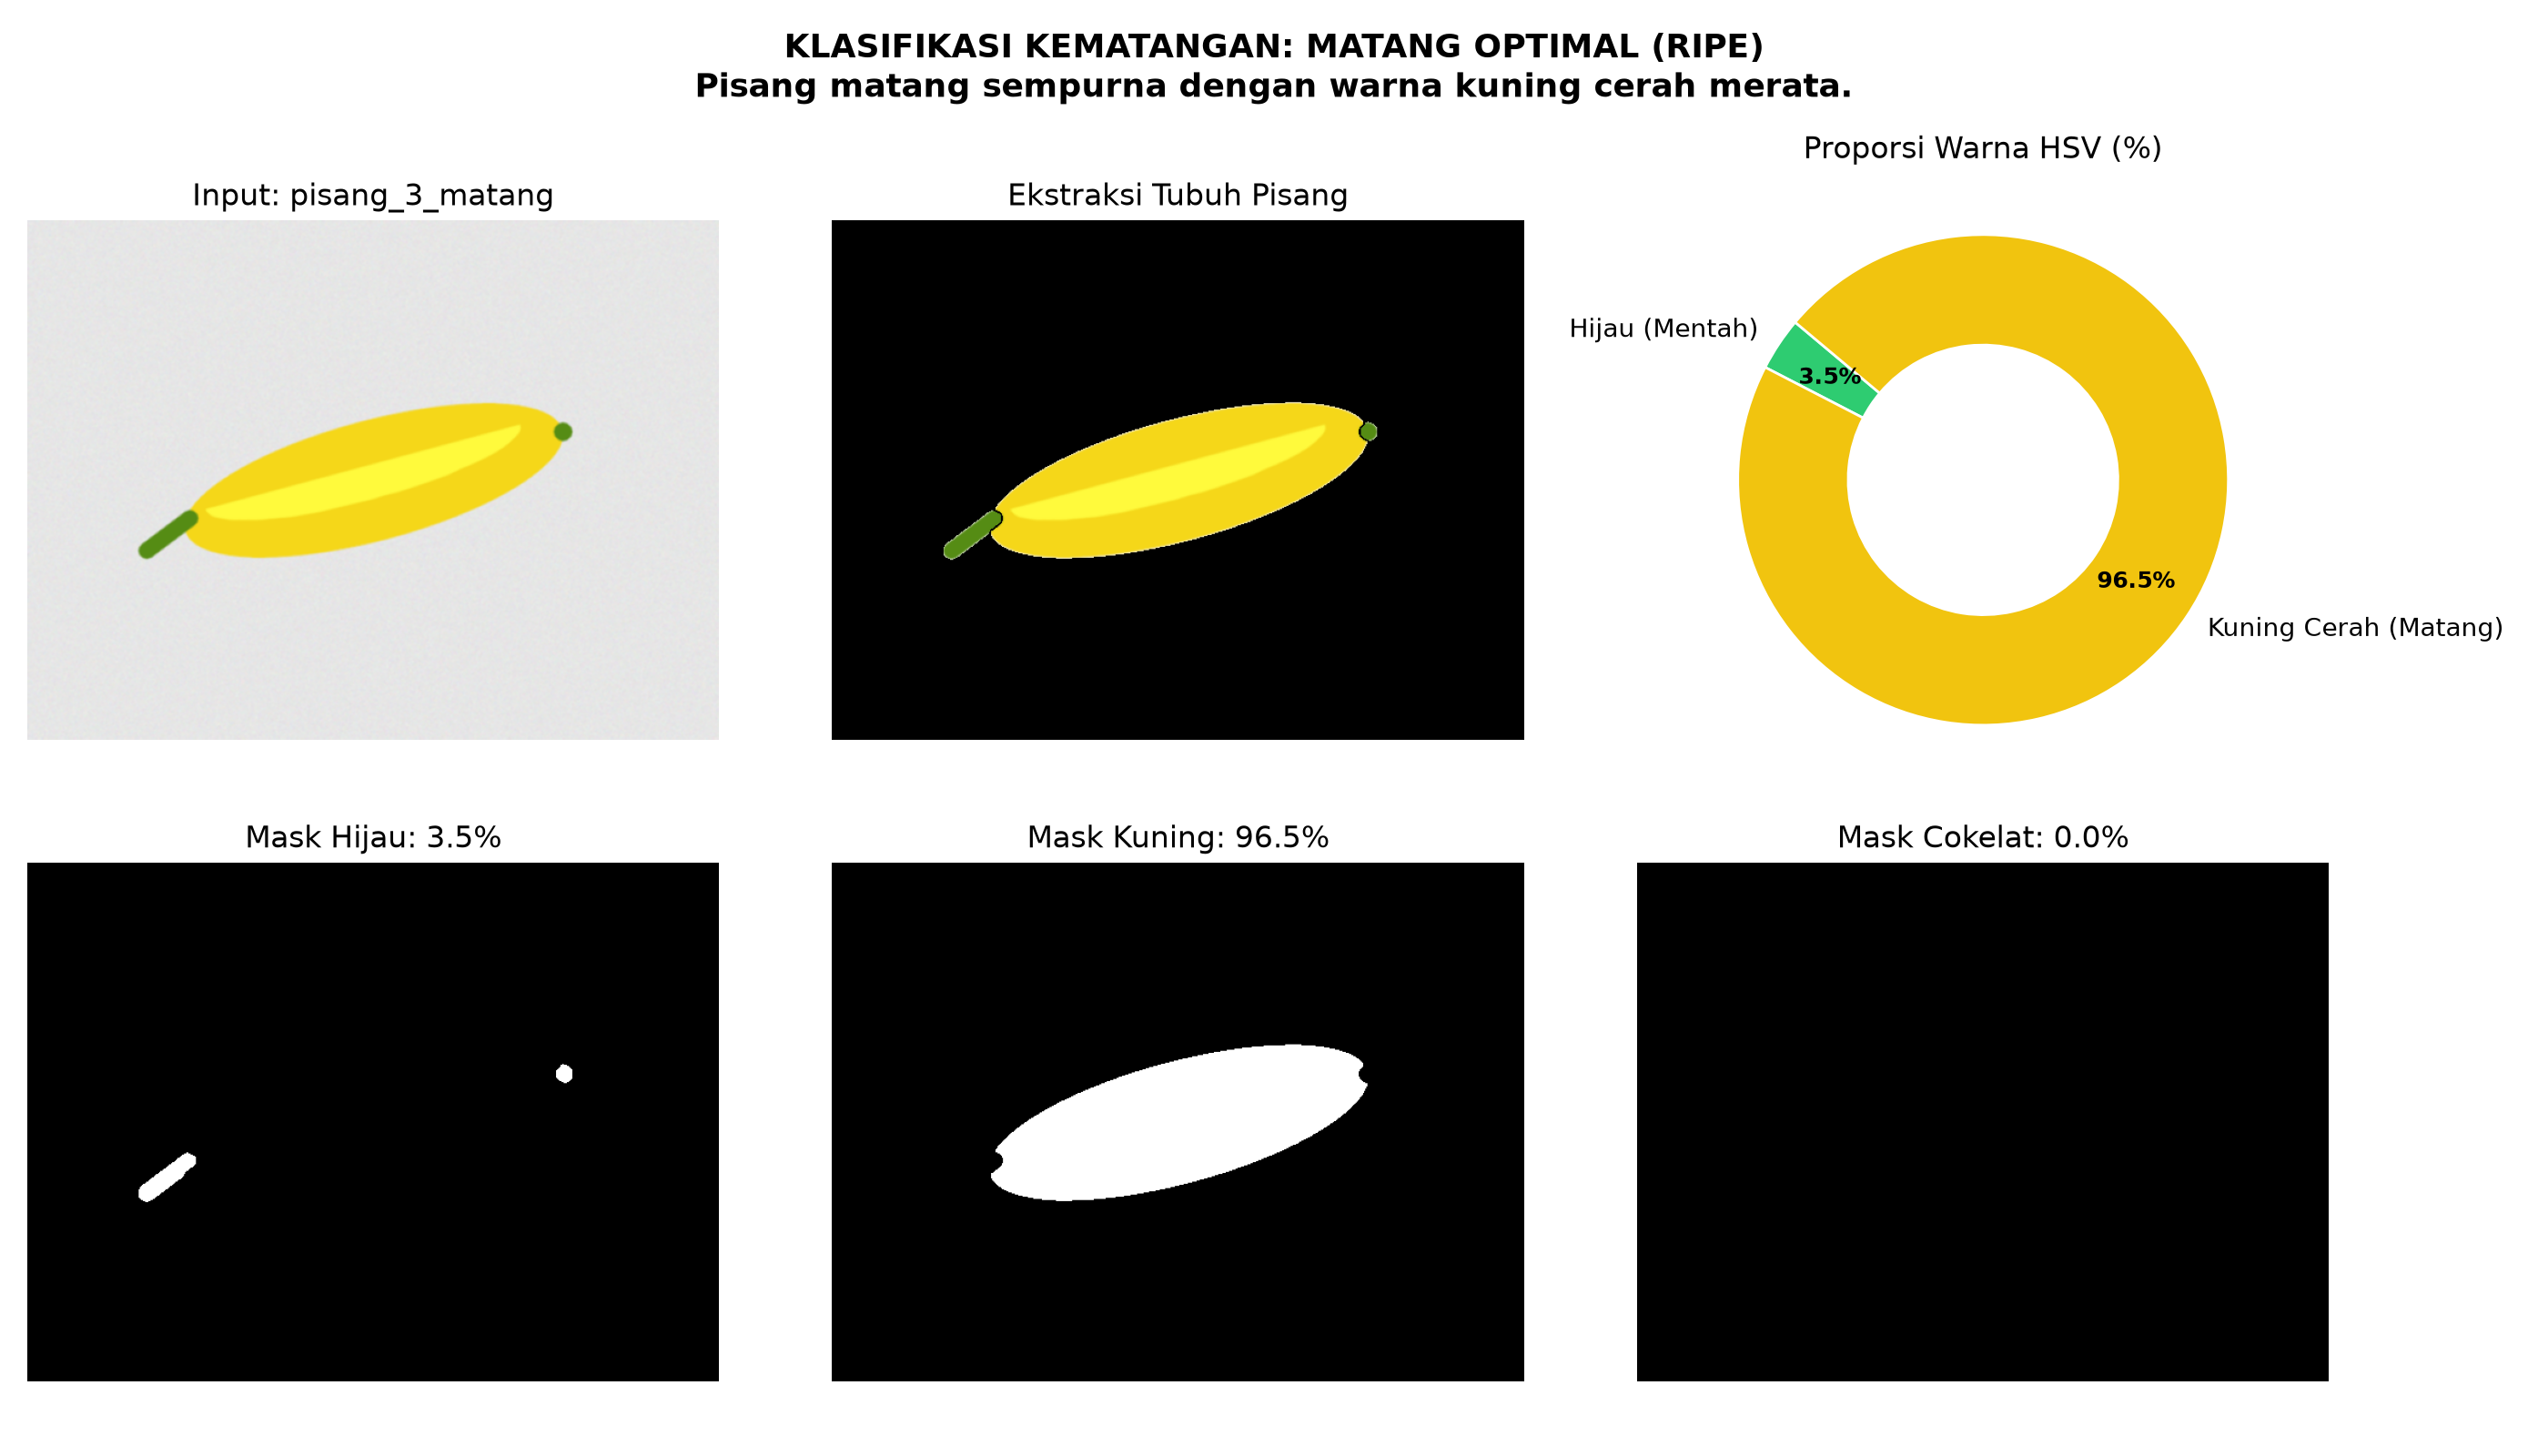 KLASIFIKASI KEMATANGAN: MATANG OPTIMAL (RIPE)
Pisang matang sempurna dengan warna kuning cerah merata.
Input: pisang_3_matang
Ekstraksi Tubuh Pisang
Proporsi Warna HSV (%)
Hijau (Mentah)
3.5%
96.5%
Kuning Cerah (Matang)
Mask Hijau: 3.5%
Mask Kuning: 96.5%
Mask Cokelat: 0.0%